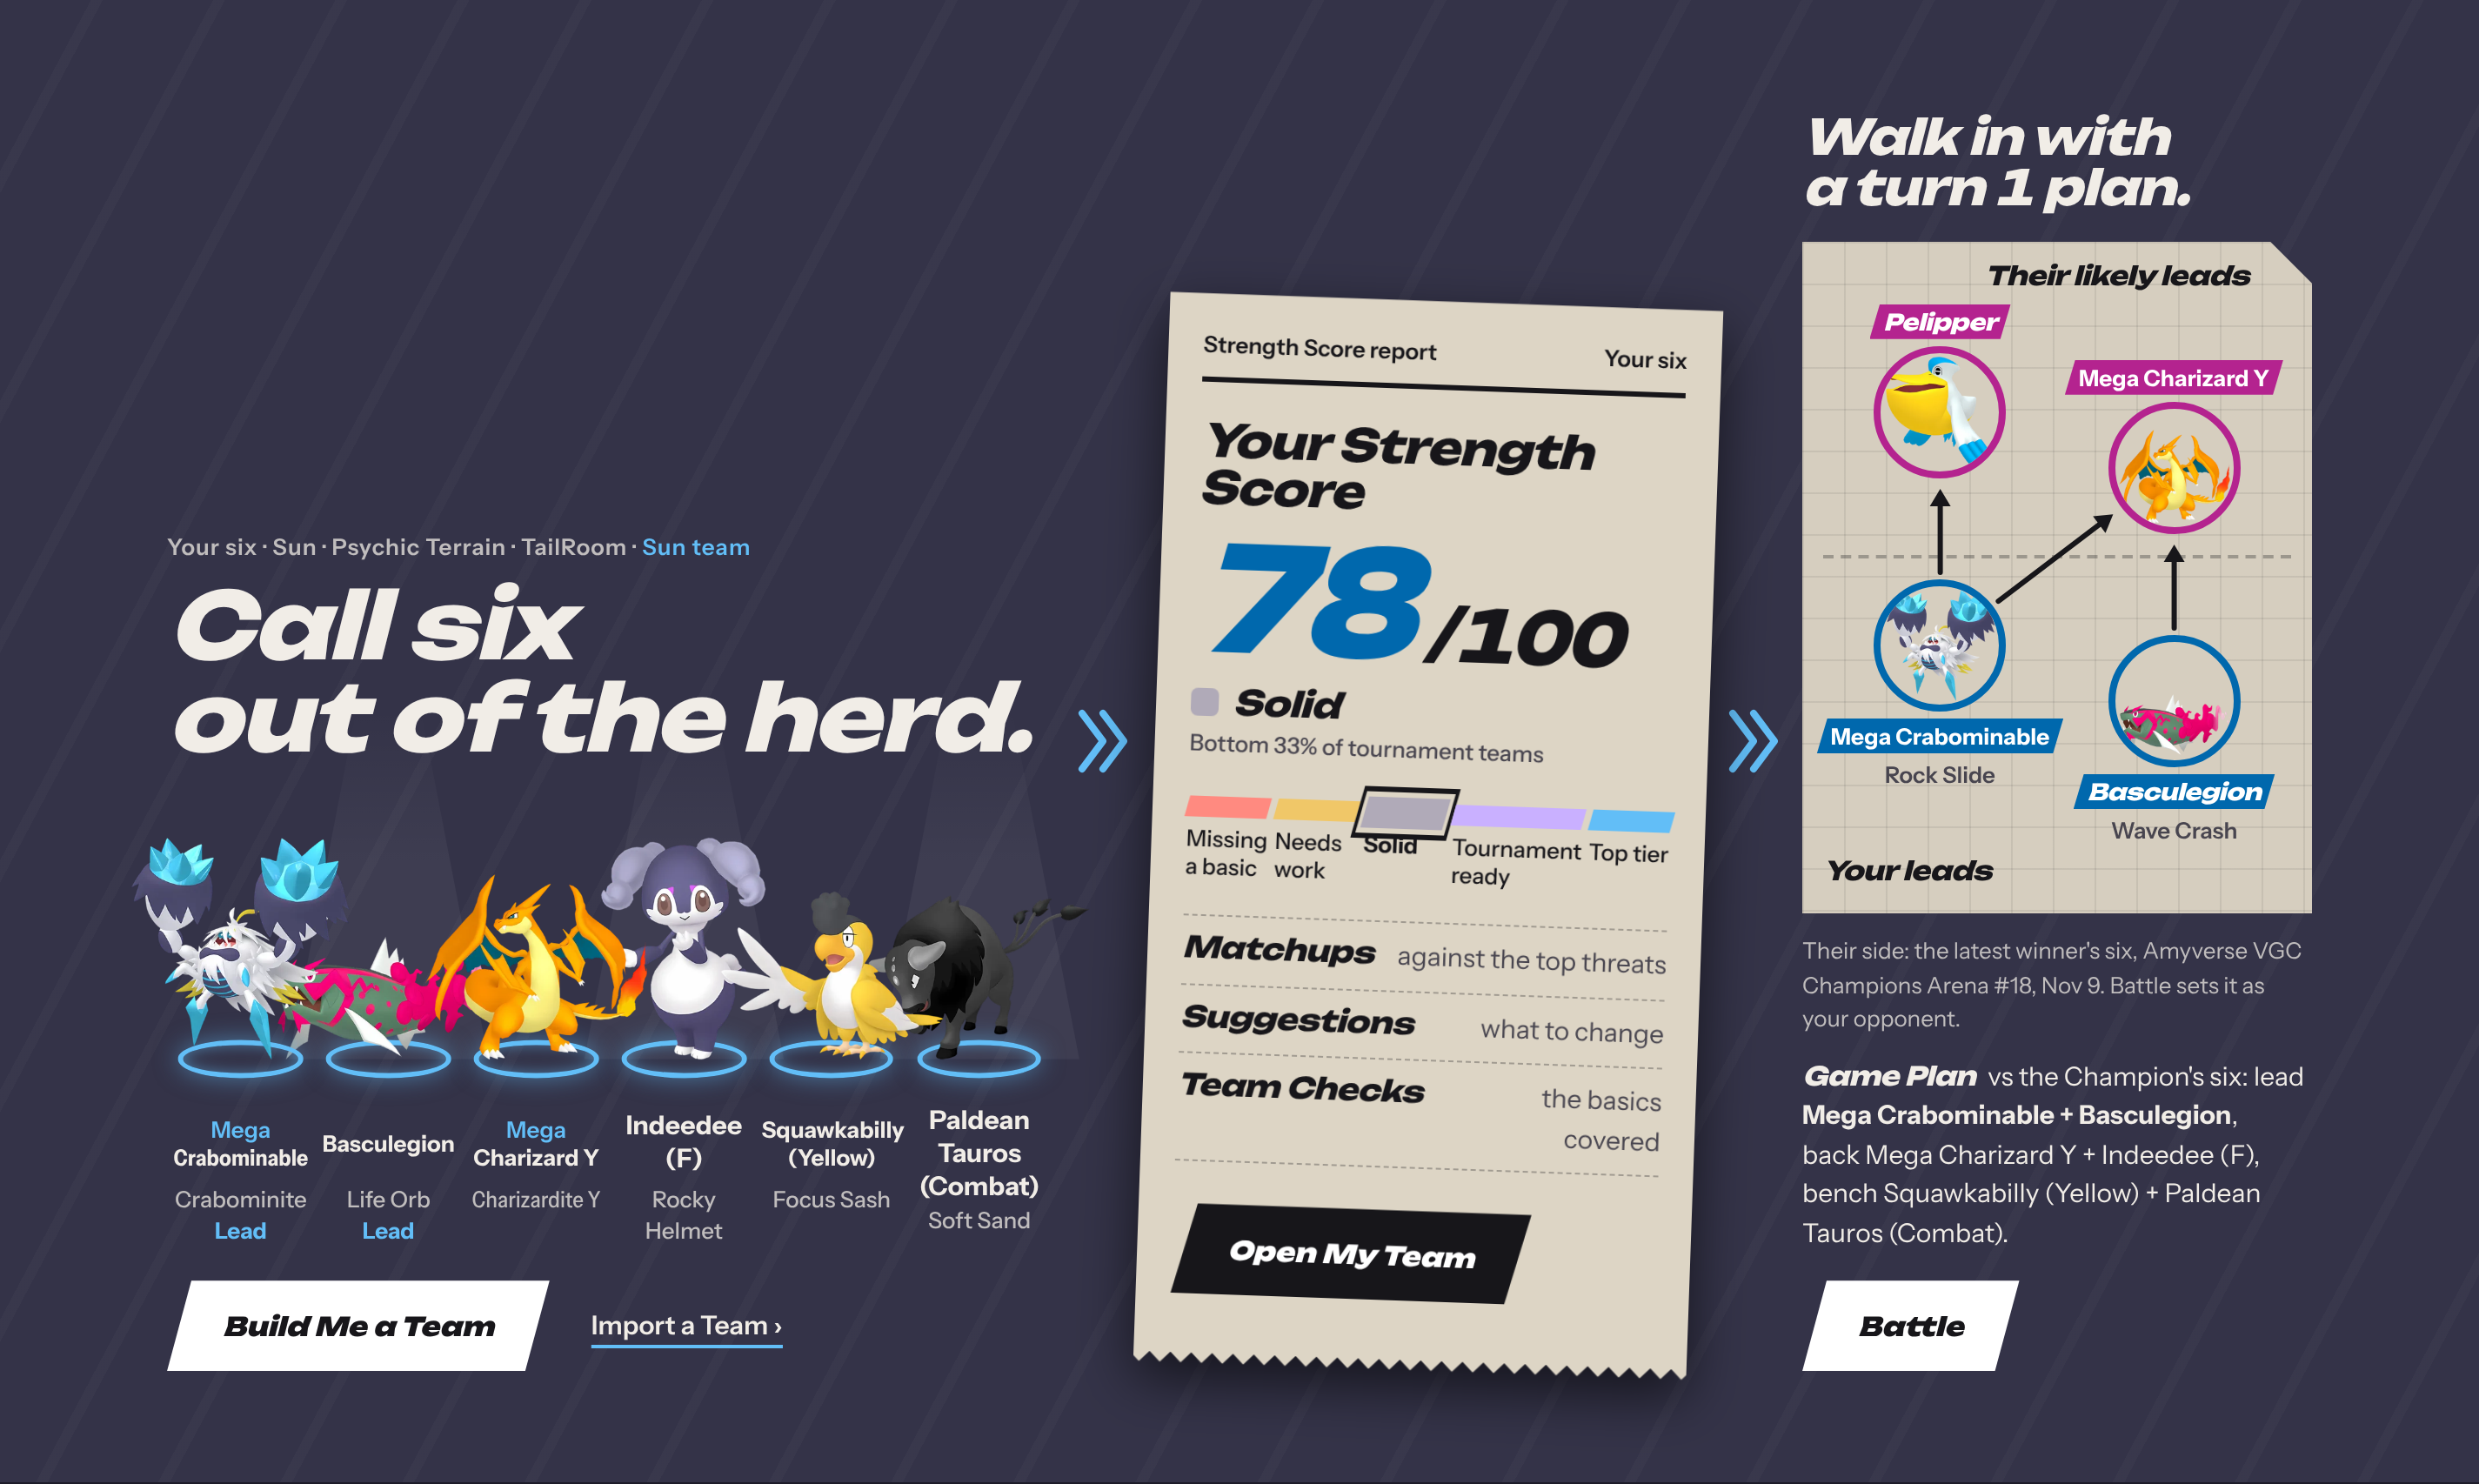 Your six · Sun · Psychic Terrain · TailRoom · Sun team
Call six
out of the herd.
Mega
Crabominable
Crabominite
Lead
Basculegion
Life Orb
Lead
Mega
Charizard Y
Charizardite Y
Indeedee
(F)
Rocky
Helmet
Squawkabilly
(Yellow)
Focus Sash
Paldean
Tauros
(Combat)
Soft Sand
Build Me a Team
Import a Team ›
Strength Score report
Your six
Your Strength
Score
78/100
Solid
Bottom 33% of tournament teams
Missing
a basic
Needs
work
Solid
Tournament
ready
Top tier
Matchups against the top threats
Suggestions what to change
Team Checks the basics
covered
Open My Team
Walk in with
a turn 1 plan.
Their likely leads
Pelipper
Mega Charizard Y
Mega Crabominable
Rock Slide
Basculegion
Wave Crash
Your leads
Their side: the latest winner's six, Amyverse VGC
Champions Arena #18, Nov 9. Battle sets it as
your opponent.
Game Plan vs the Champion's six: lead
Mega Crabominable + Basculegion,
back Mega Charizard Y + Indeedee (F),
bench Squawkabilly (Yellow) + Paldean
Tauros (Combat).
Battle